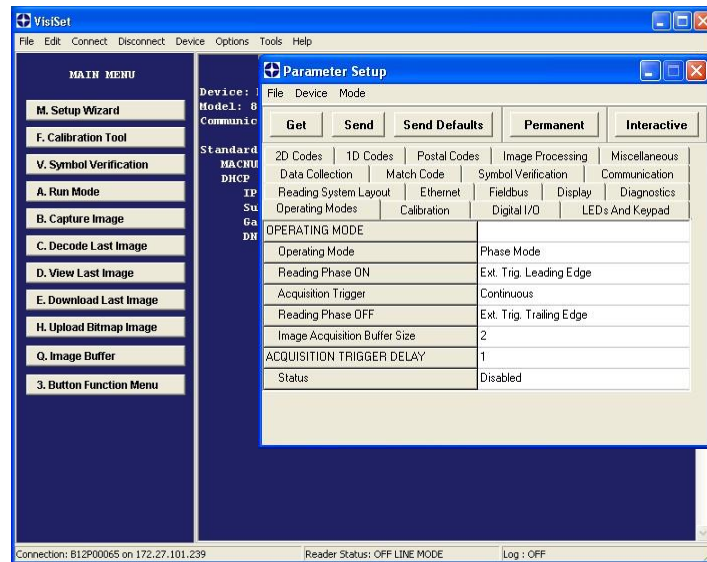 VisiSet
File Edit Connect Disconnect Device Options Tools Help
MAIN MENU
M. Setup Wizard
F. Calibration Tool
V. Symbol Verification
A. Run Mode
B. Capture Image
C. Decode Last Image
D. View Last Image
E. Download Last Image
H. Upload Bitmap Image
Q. Image Buffer
3. Button Function Menu
Device:
Model: 8
Communic
Standard
MACNU
DHCP
IP
Su
Ga
DN
Parameter Setup
File Device Mode
Get Send Send Defaults Permanent Interactive
2D Codes 1D Codes Postal Codes Image Processing Miscellaneous
Data Collection Match Code Symbol Verification Communication
Reading System Layout Ethernet Fieldbus Display Diagnostics
Operating Modes Calibration Digital I/O LEDs And Keypad
OPERATING MODE
Operating Mode Phase Mode
Reading Phase ON Ext. Trig. Leading Edge
Acquisition Trigger Continuous
Reading Phase OFF Ext. Trig. Trailing Edge
Image Acquisition Buffer Size 2
ACQUISITION TRIGGER DELAY 1
Status Disabled
Connection: B12P00065 on 172.27.101.239 Reader Status: OFF LINE MODE Log : OFF